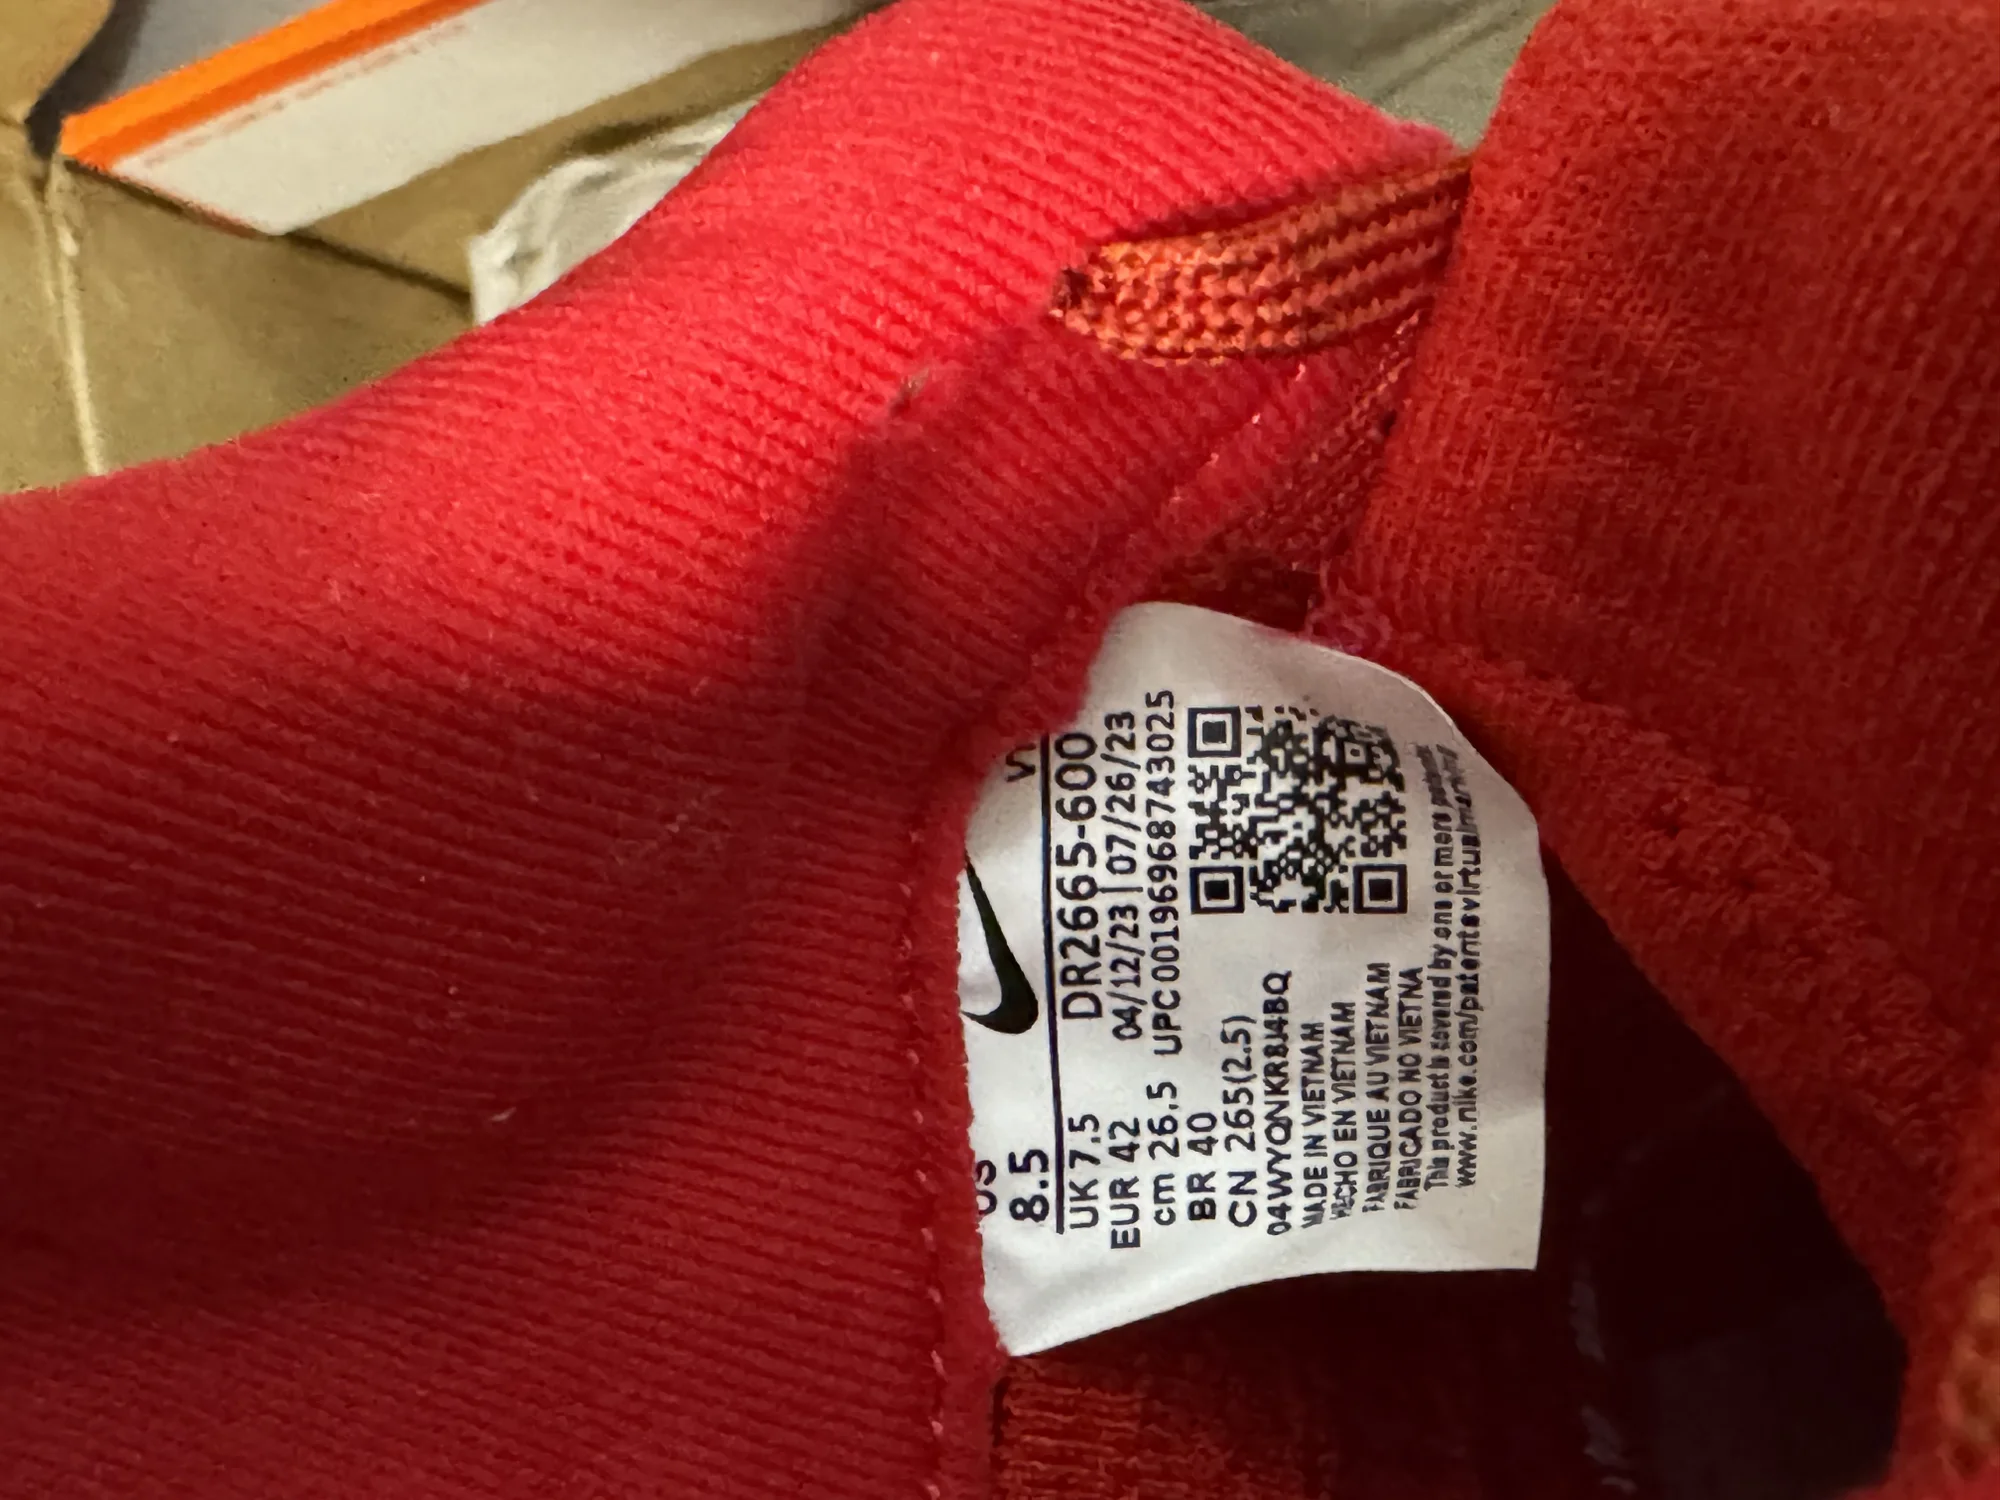 US
8.5
UK 7.5 DR2665-600
EUR 42 04/12/23 | 07/26/23
cm 26.5 UPC 00196968743025
BR 40
CN 265(2.5)
MADE IN VIETNAM
HECHO EN VIETNAM
FABRIQUE AU VIETNAM
FABRICADO NO VIETNA
This product is covered by one or more patents
www.nike.com/patentsvirtualmarking/